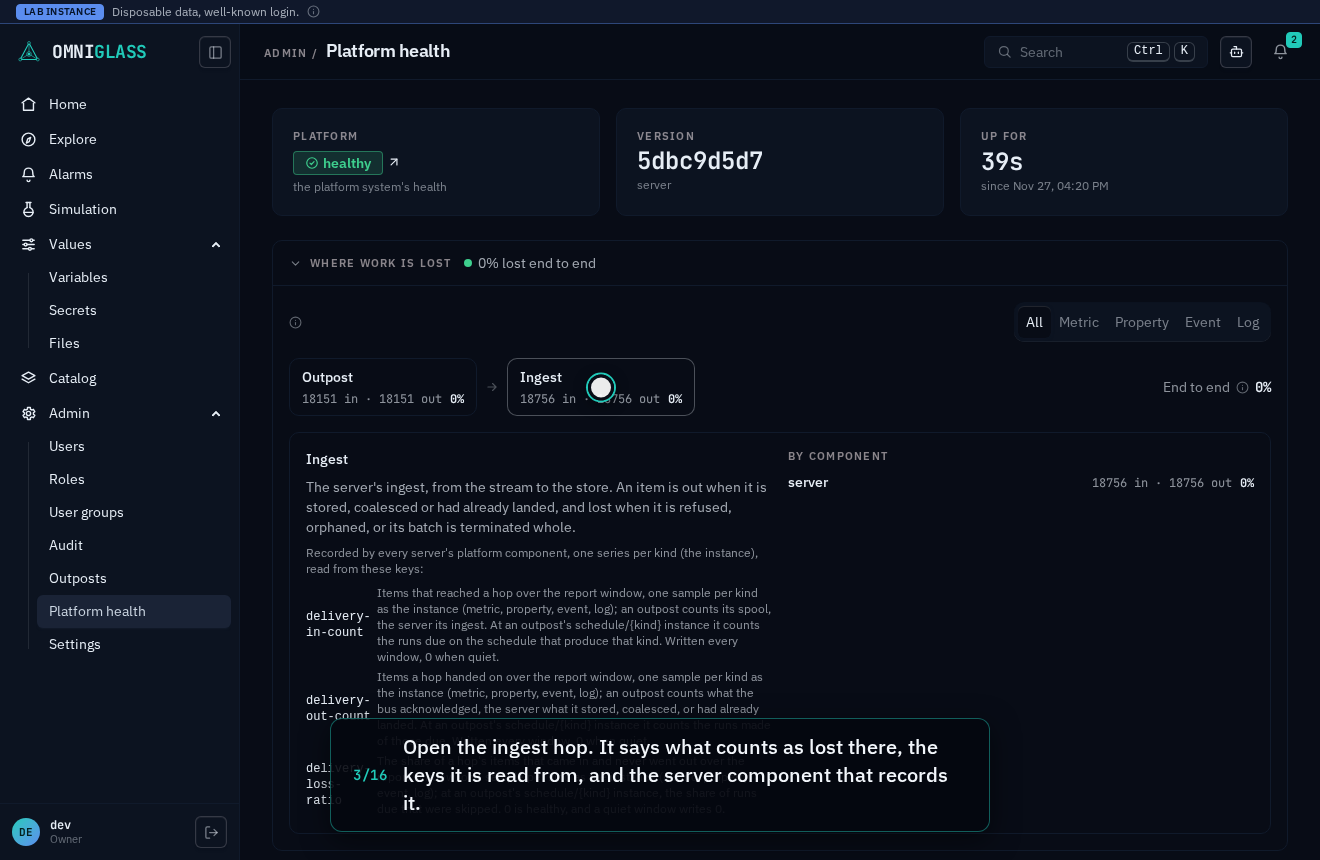 LAB INSTANCE Disposable data, well-known login.
OMNIGLASS
ADMIN / Platform health
Search Ctrl K
2
Home
Explore
Alarms
Simulation
Values
Variables
Secrets
Files
Catalog
Admin
Users
Roles
User groups
Audit
Outposts
Platform health
Settings
DE dev
Owner
PLATFORM
healthy
the platform system's health
VERSION
5dbc9d5d7
server
UP FOR
39s
since Nov 27, 04:20 PM
WHERE WORK IS LOST 0% lost end to end
All Metric Property Event Log
Outpost
18151 in · 18151 out 0%
Ingest
18756 in · 756 out 0%
End to end 0%
Ingest
The server's ingest, from the stream to the store. An item is out when it is
stored, coalesced or had already landed, and lost when it is refused,
orphaned, or its batch is terminated whole.
Recorded by every server's platform component, one series per kind (the instance),
read from these keys:
delivery-
in-count
Items that reached a hop over the report window, one sample per kind
as the instance (metric, property, event, log); an outpost counts its spool,
the server its ingest. At an outpost's schedule/{kind} instance it counts
the runs due on the schedule that produce that kind. Written every
window, 0 when quiet.
delivery-
out-count
Items a hop handed on over the report window, one sample per kind as
the instance (metric, property, event, log); an outpost counts what the
bus acknowledged, the server what it stored, coalesced, or had already
landed. At an outpost's schedule/{kind} instance it counts the runs made
BY COMPONENT
server 18756 in · 18756 out 0%
3/16
Open the ingest hop. It says what counts as lost there, the
keys it is read from, and the server component that records
it.